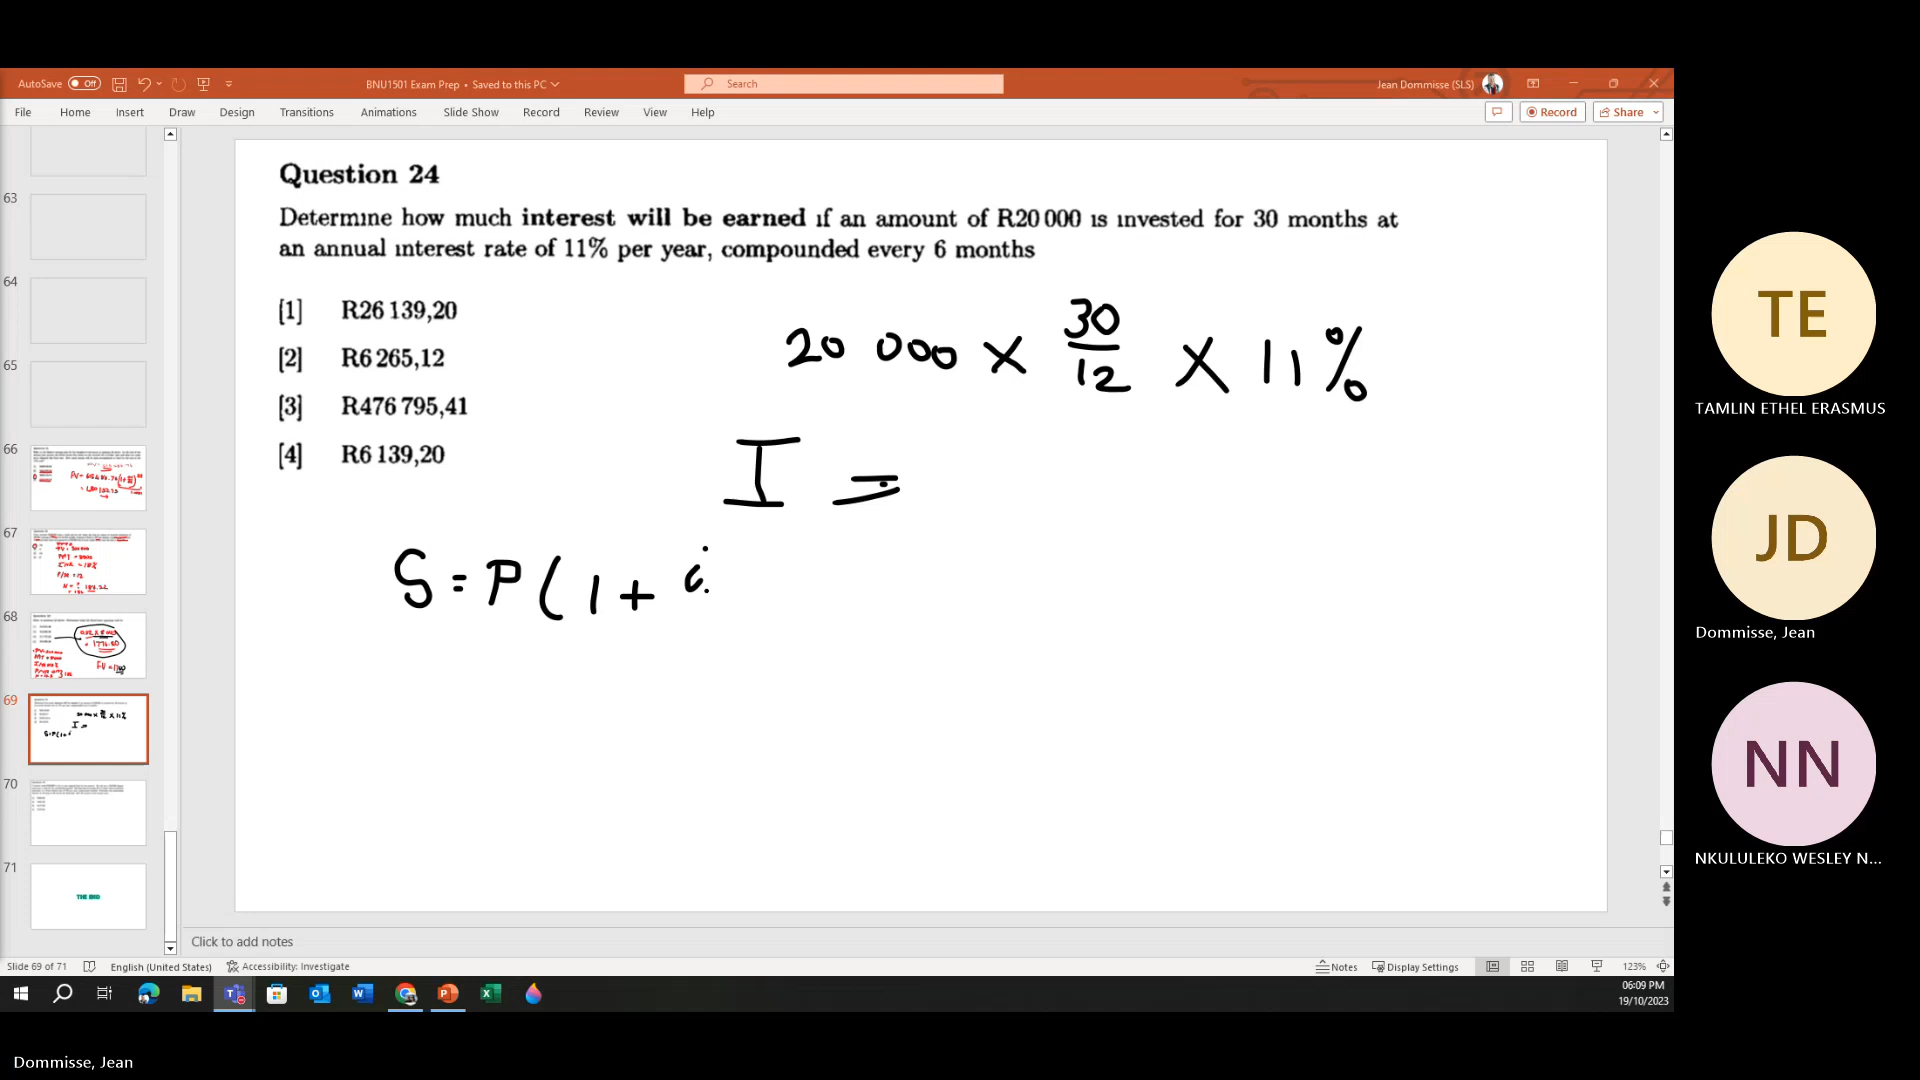 AutoSave Off
BNU1501 Exam Prep • Saved to this PC
Search
Jean Dommisse (SLS)
File Home Insert Draw Design Transitions Animations Slide Show Record Review View Help
Record
Share
63
64
65
66
67
68
69
70
71
THE END
Question 24
Determine how much interest will be earned if an amount of R20 000 is invested for 30 months at
an annual interest rate of 11% per year, compounded every 6 months
[1] R26 139,20
[2] R6 265,12
[3] R476 795,41
[4] R6 139,20
20 000 × 30/12 × 11%
I =
S = P ( 1 + i
Click to add notes
Slide 69 of 71 English (United States) Accessibility: Investigate
Notes Display Settings 123%
06:09 PM
19/10/2023
TE
TAMLIN ETHEL ERASMUS
JD
Dommisse, Jean
NN
NKULULEKO WESLEY N...
Dommisse, Jean